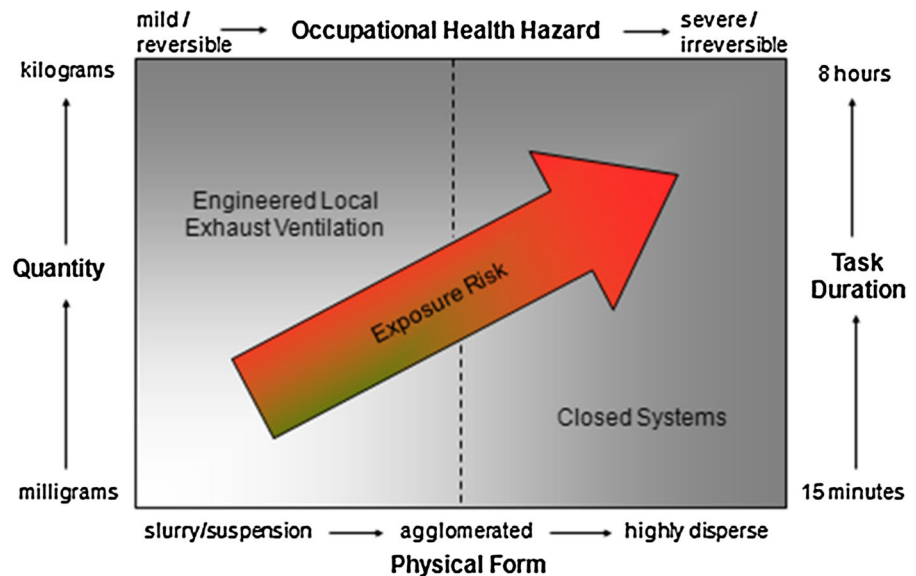 mild /
reversible
Occupational Health Hazard
severe /
irreversible
kilograms
8 hours
Engineered Local
Exhaust Ventilation
Quantity
Exposure Risk
Task
Duration
Closed Systems
milligrams
15 minutes
slurry/suspension
agglomerated
highly disperse
Physical Form